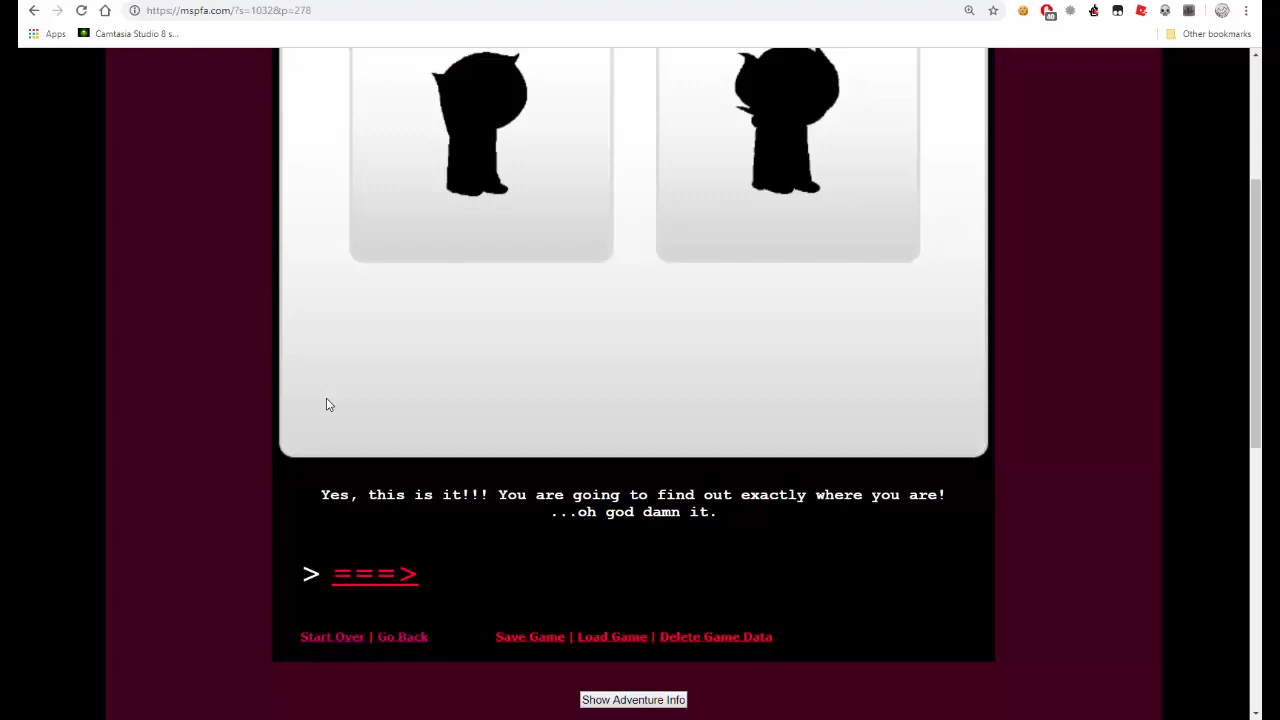 https://mspfa.com/?s=1032&p=278
40
Apps
Camtasia Studio 8 s...
Other bookmarks
Yes, this is it!!! You are going to find out exactly where you are!
...oh god damn it.
> ===>
Start Over | Go Back
Save Game | Load Game | Delete Game Data
Show Adventure Info